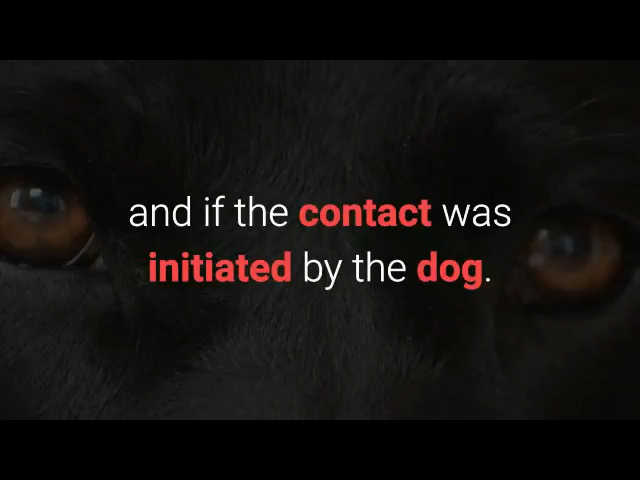 and if the contact was
initiated by the dog.